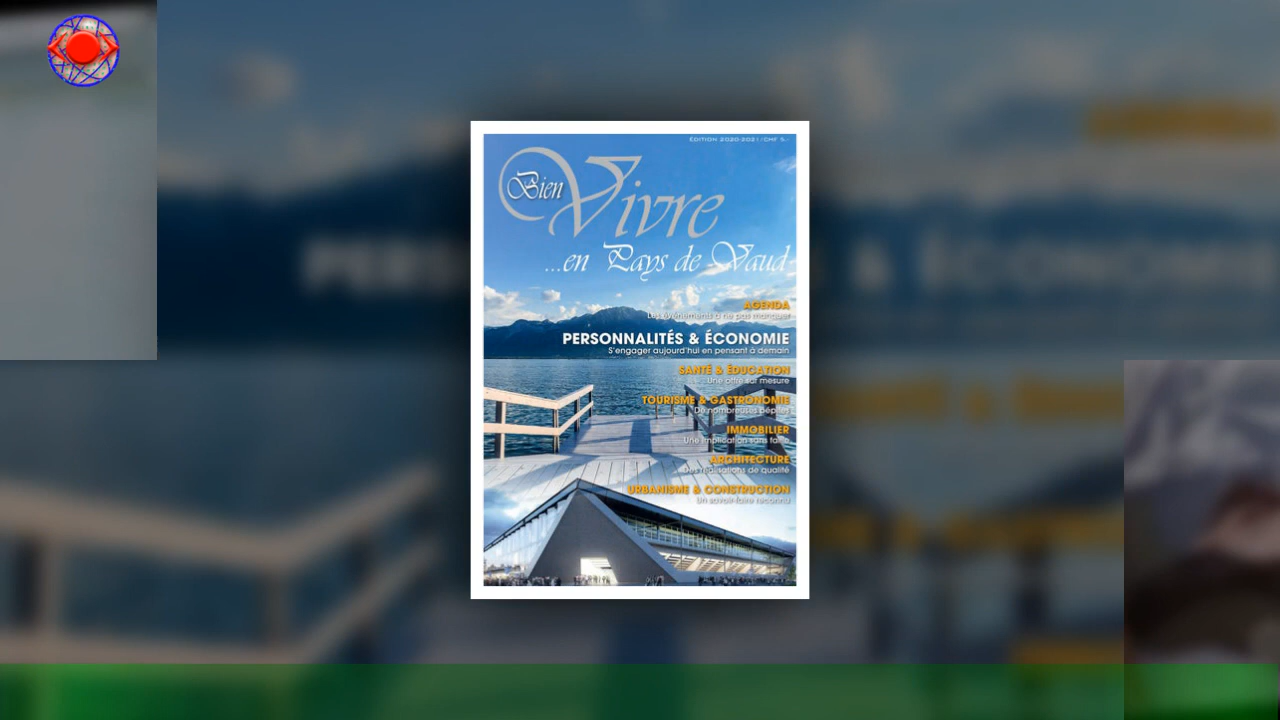 ÉDITION 2020-2021 / CHF 5.-
Bien Vivre
...en Pays de Vaud
AGENDA
Les événements à ne pas manquer
PERSONNALITÉS & ÉCONOMIE
S'engager aujourd'hui en pensant à demain
SANTÉ & ÉDUCATION
Une offre sur mesure
TOURISME & GASTRONOMIE
De nombreuses pépites
IMMOBILIER
Une implication sans faille
ARCHITECTURE
Des réalisations de qualité
URBANISME & CONSTRUCTION
Un savoir-faire reconnu